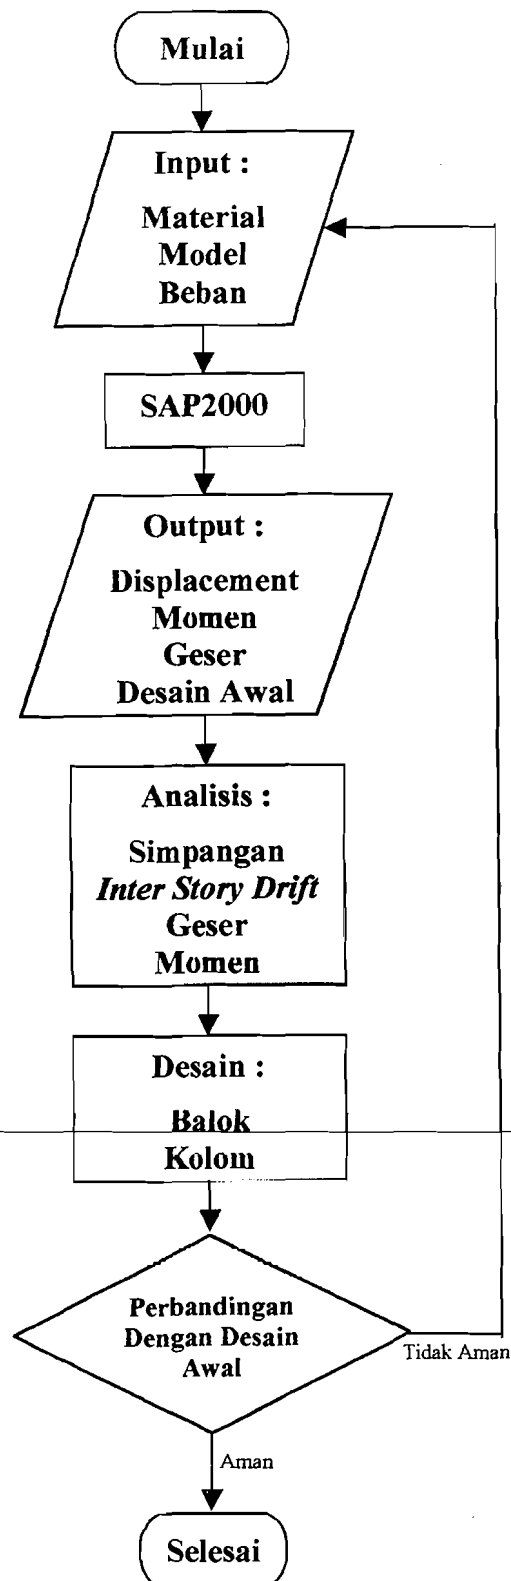 Mulai
Input :
Material
Model
Beban
SAP2000
Output :
Displacement
Momen
Geser
Desain Awal
Analisis :
Simpangan
Inter Story Drift
Geser
Momen
Desain :
Balok
Kolom
Perbandingan
Dengan Desain
Awal
Tidak Aman
Aman
Selesai